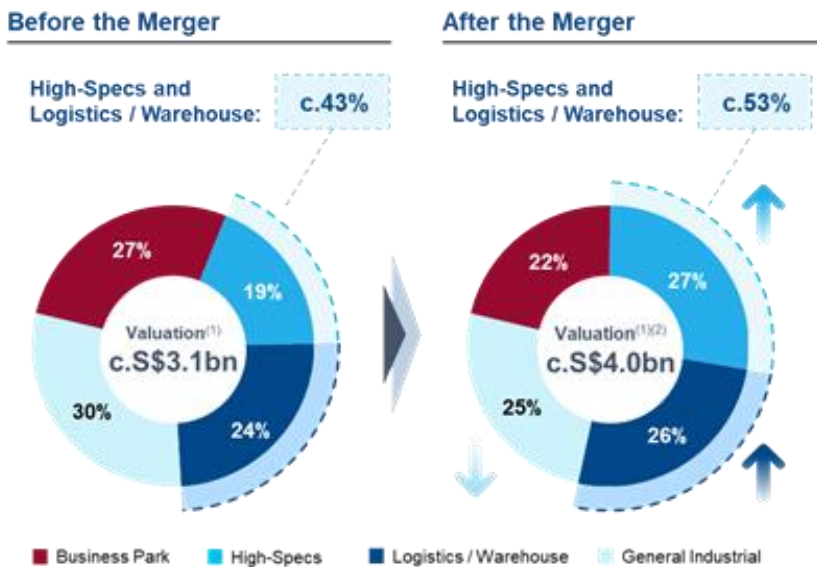 Before the Merger
High-Specs and
Logistics / Warehouse:
c.43%
27%
19%
Valuation(1)
c.S$3.1bn
30%
24%
After the Merger
High-Specs and
Logistics / Warehouse:
c.53%
22%
27%
Valuation(1)(2)
c.S$4.0bn
25%
26%
Business Park
High-Specs
Logistics / Warehouse
General Industrial